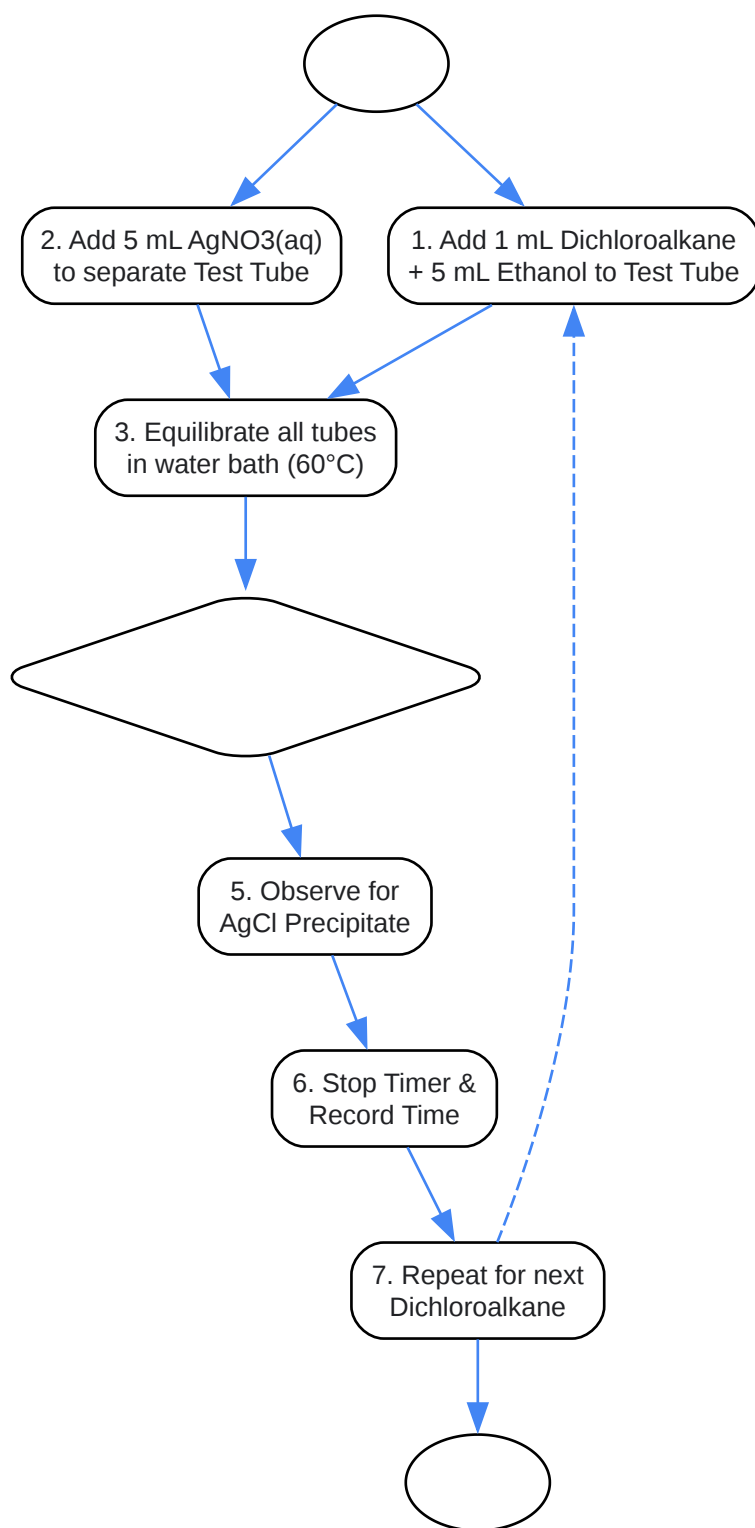 2. Add 5 mL AgNO3(aq)
to separate Test Tube
1. Add 1 mL Dichloroalkane
+ 5 mL Ethanol to Test Tube
3. Equilibrate all tubes
in water bath (60°C)
5. Observe for
AgCl Precipitate
6. Stop Timer &
Record Time
7. Repeat for next
Dichloroalkane